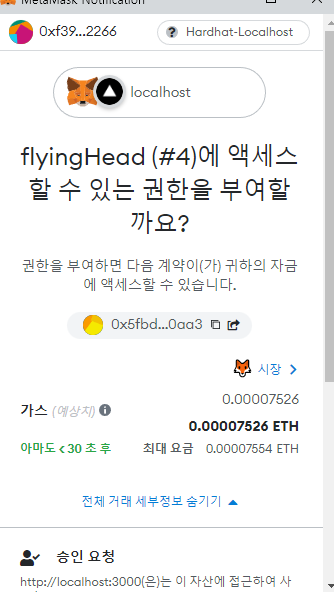 MetaMask Notification
0xf39...2266
Hardhat-Localhost
localhost
flyingHead (#4)에 액세스
할 수 있는 권한을 부여할
까요?
권한을 부여하면 다음 계약이(가) 귀하의 자금
에 액세스할 수 있습니다.
0x5fbd...0aa3
시장
0.00007526
가스 (예상치)
0.00007526 ETH
아마도 < 30 초 후 최대 요금 0.00007554 ETH
전체 거래 세부정보 숨기기
승인 요청
http://localhost:3000(은)는 이 자산에 접근하여 사